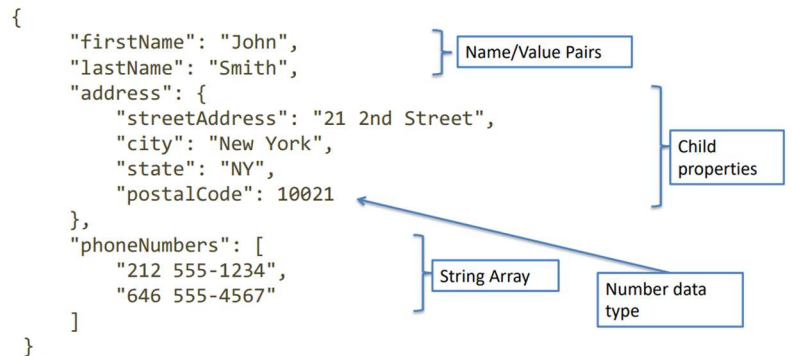 {
"firstName": "John",
"lastName": "Smith",
Name/Value Pairs
"address": {
"streetAddress": "21 2nd Street",
"city": "New York",
"state": "NY",
"postalCode": 10021
Child
properties
},
"phoneNumbers": [
"212 555-1234",
"646 555-4567"
String Array
]
Number data
type
}